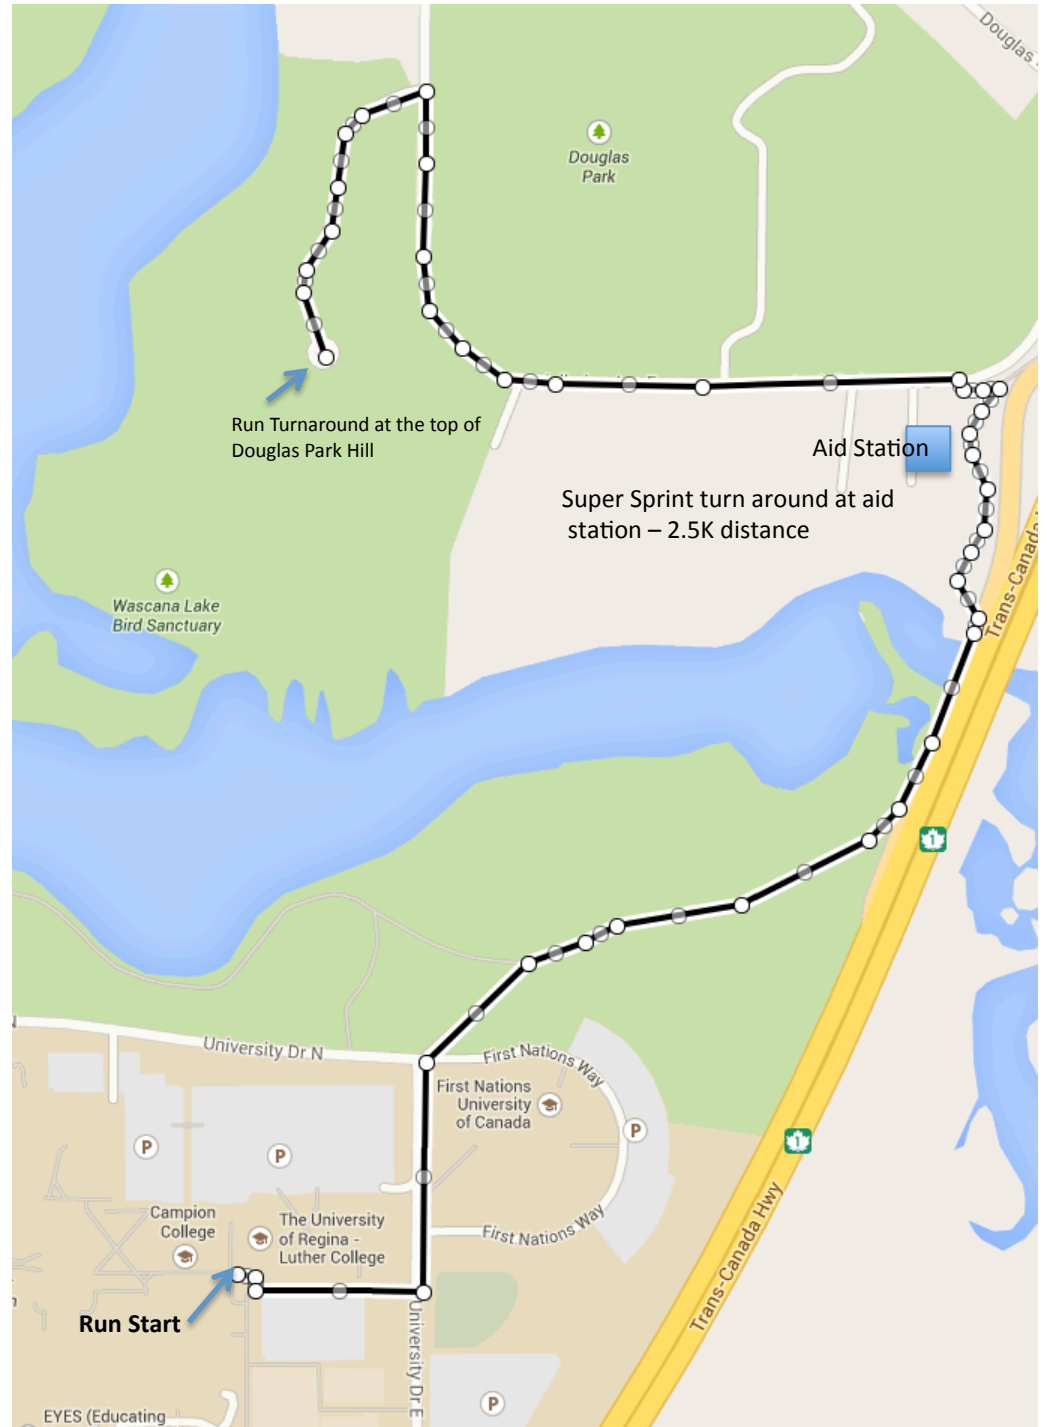 Douglas
Douglas
Park
Run Turnaround at the top of
Douglas Park Hill
Aid Station
Super Sprint turn around at aid
station – 2.5K distance
Trans-Canada
Wascana Lake
Bird Sanctuary
1
University Dr N
First Nations Way
First Nations
University
of Canada
P
P
P
1
Campion
College
The University
of Regina -
Luther College
First Nations Way
Trans-Canada Hwy
Run Start
University Dr E
P
EYES (Educating